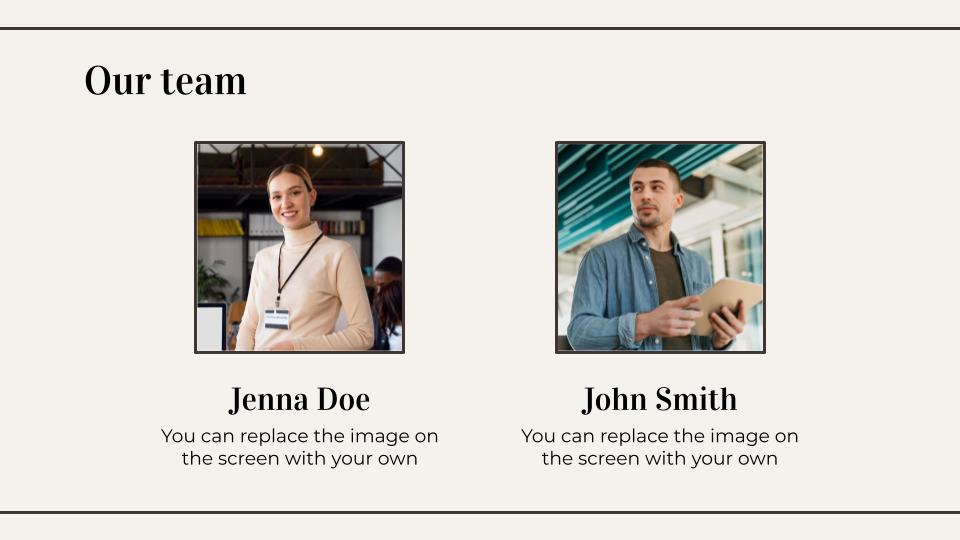 Our team
Jenna Doe
You can replace the image on
the screen with your own
John Smith
You can replace the image on
the screen with your own